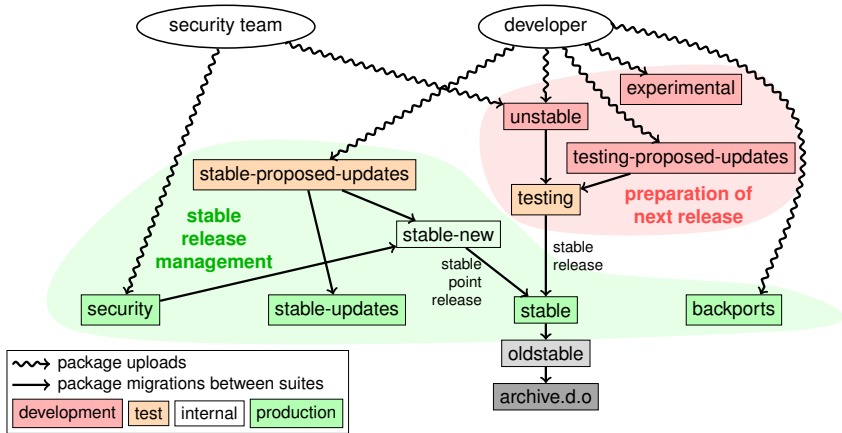 security team
developer
experimental
unstable
testing-proposed-updates
stable-proposed-updates
testing
preparation of
next release
stable
release
management
stable-new
stable
release
stable
point
release
security
stable-updates
stable
backports
oldstable
archive.d.o
package uploads
package migrations between suites
development
test
internal
production